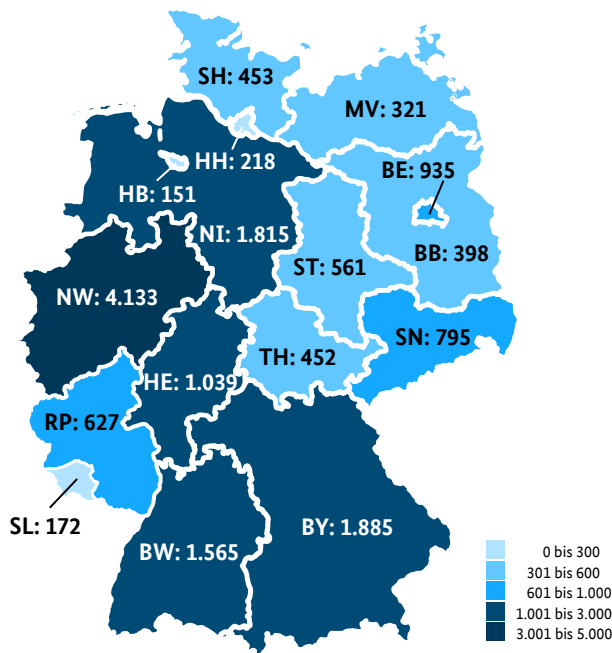 SH: 453
MV: 321
HH: 218
BE: 935
HB: 151
NI: 1.815
BB: 398
ST: 561
NW: 4.133
SN: 795
TH: 452
HE: 1.039
RP: 627
SL: 172
BW: 1.565
BY: 1.885
0 bis 300
301 bis 600
601 bis 1.000
1.001 bis 3.000
3.001 bis 5.000